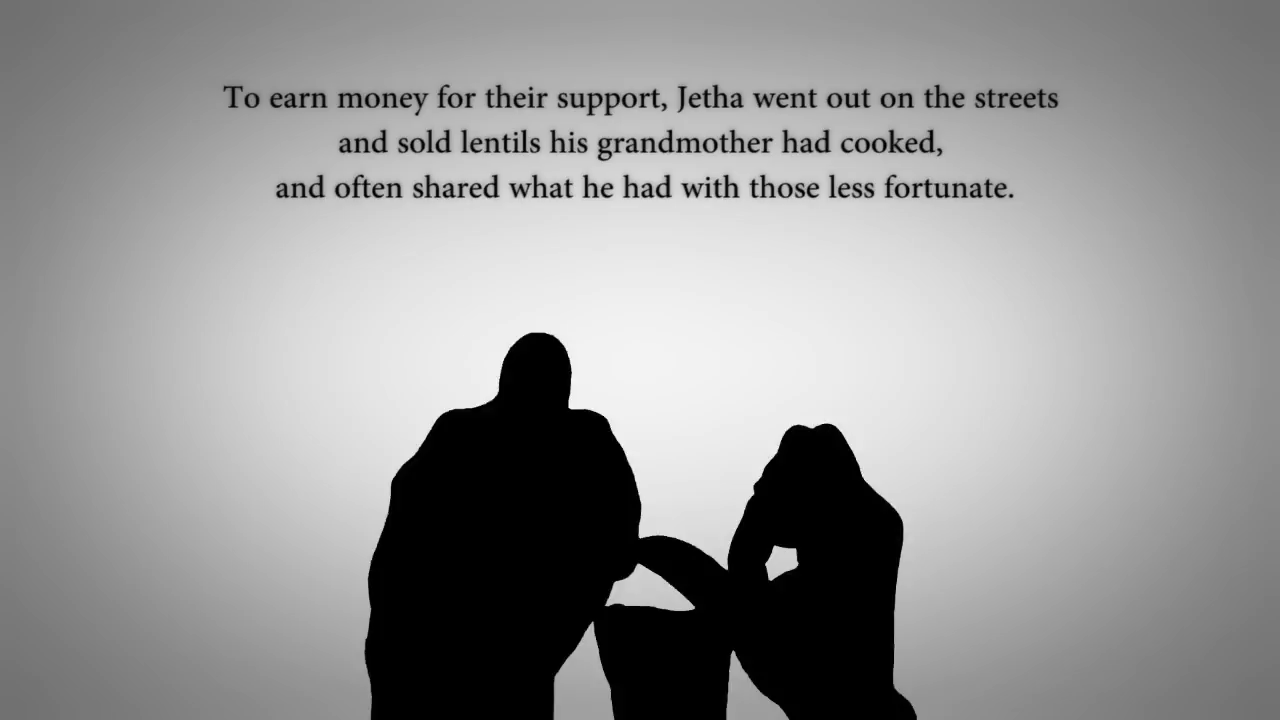 To earn money for their support, Jetha went out on the streets
and sold lentils his grandmother had cooked,
and often shared what he had with those less fortunate.